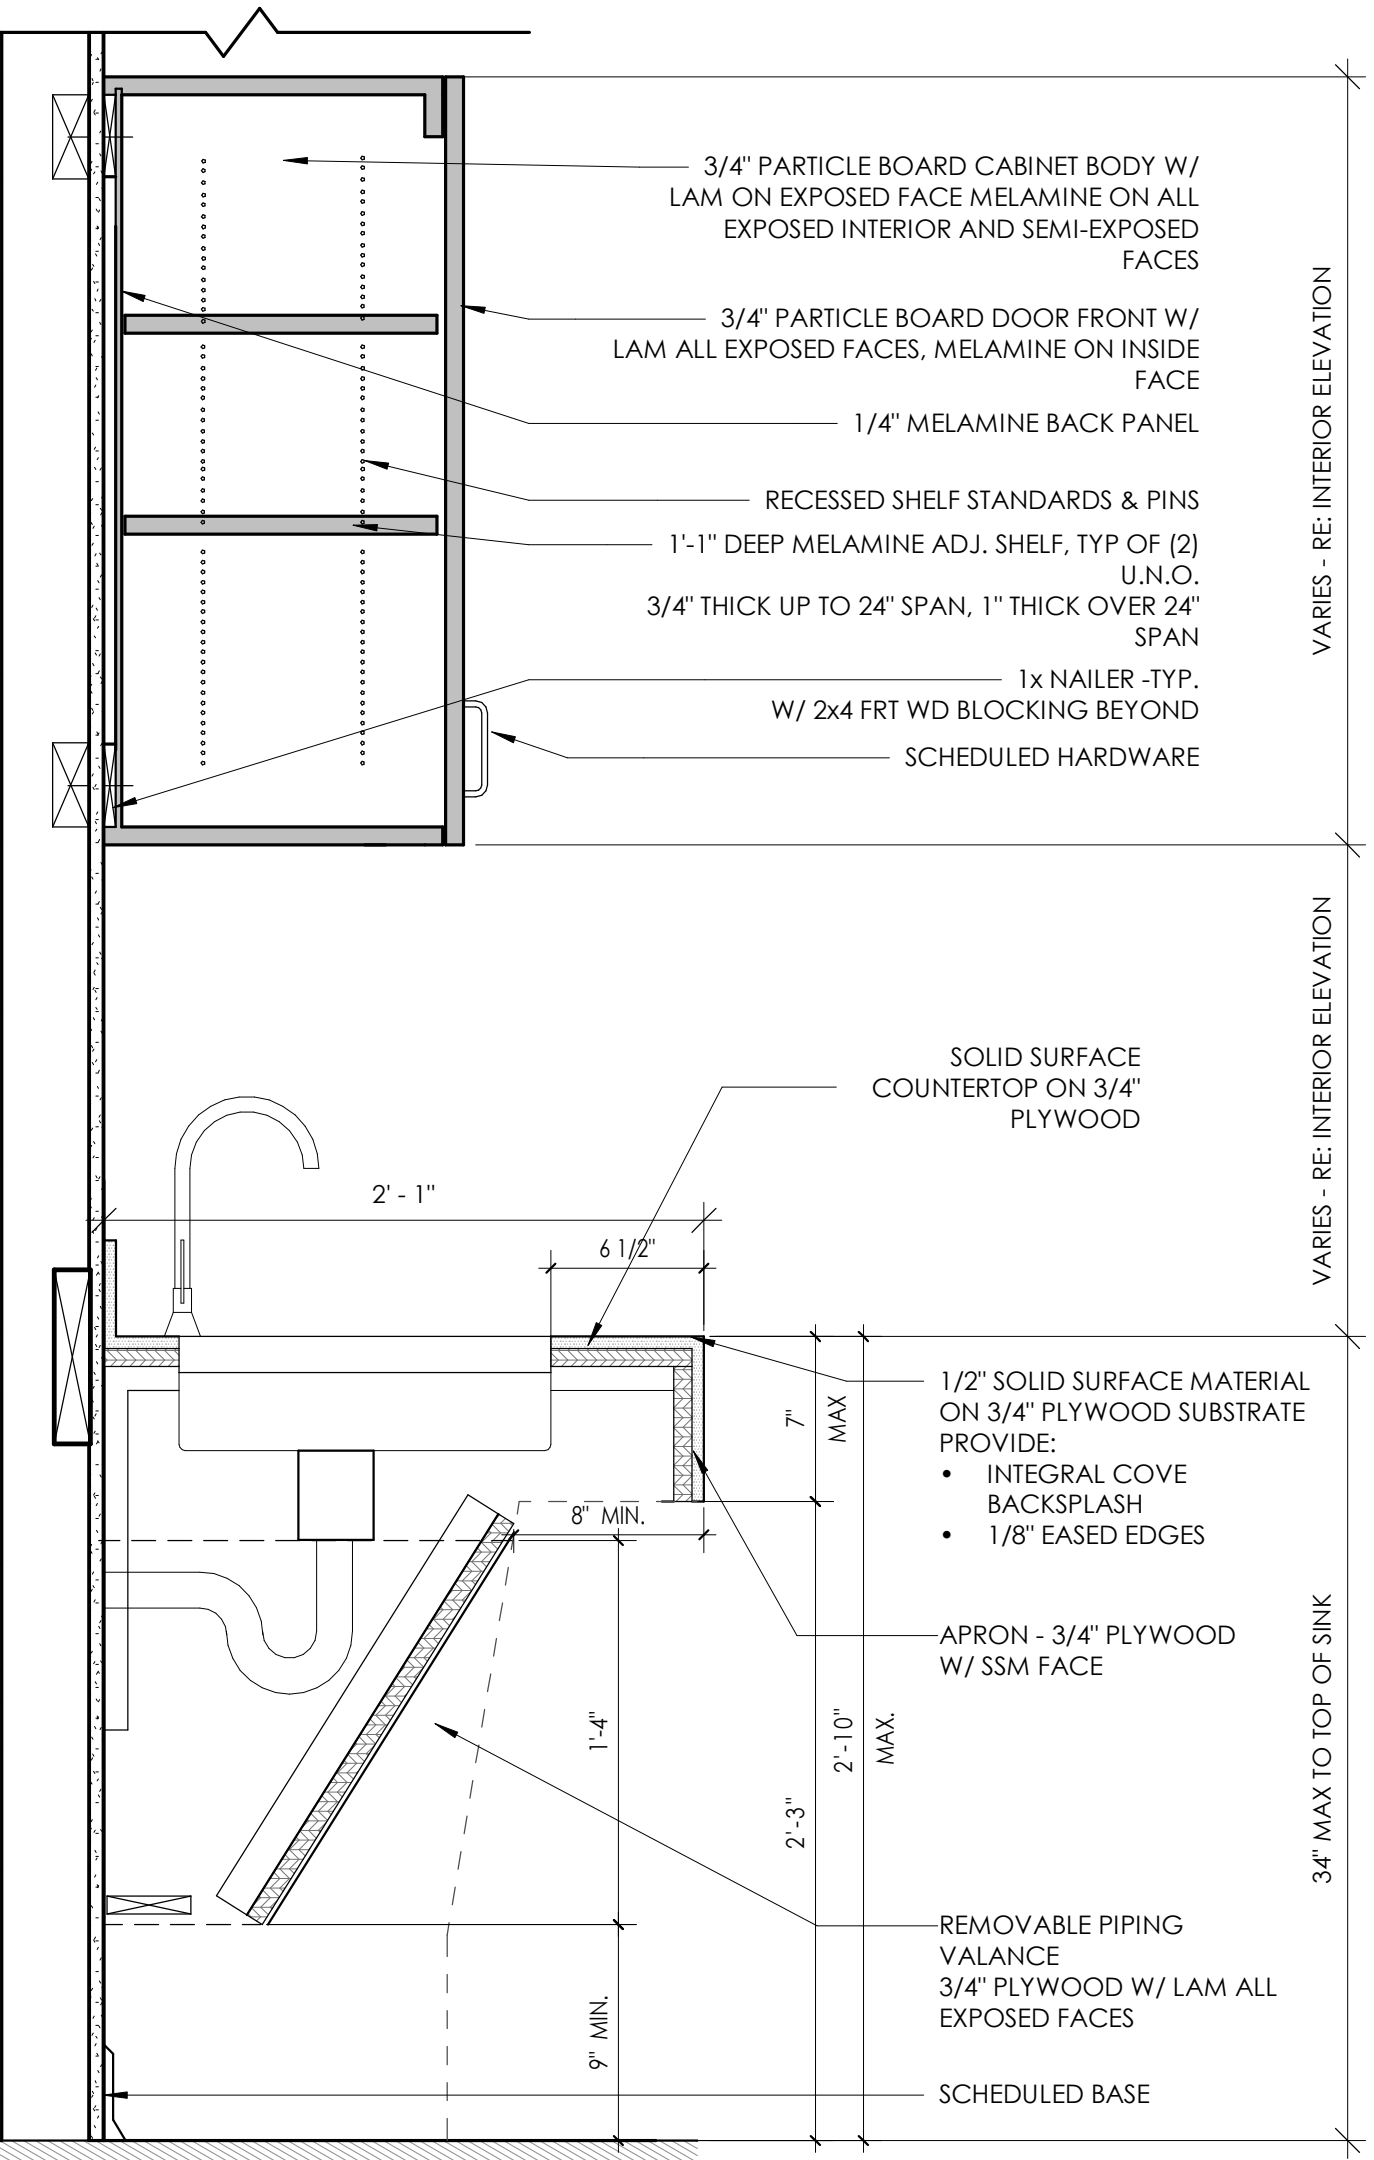 3/4" PARTICLE BOARD CABINET BODY W/
LAM ON EXPOSED FACE MELAMINE ON ALL
EXPOSED INTERIOR AND SEMI-EXPOSED
FACES
3/4" PARTICLE BOARD DOOR FRONT W/
LAM ALL EXPOSED FACES, MELAMINE ON INSIDE
FACE
1/4" MELAMINE BACK PANEL
RECESSED SHELF STANDARDS & PINS
1'-1" DEEP MELAMINE ADJ. SHELF, TYP OF (2)
U.N.O.
3/4" THICK UP TO 24" SPAN, 1" THICK OVER 24"
SPAN
1x NAILER -TYP.
W/ 2x4 FRT WD BLOCKING BEYOND
SCHEDULED HARDWARE
VARIES - RE: INTERIOR ELEVATION
VARIES - RE: INTERIOR ELEVATION
SOLID SURFACE
COUNTERTOP ON 3/4"
PLYWOOD
2' - 1"
6 1/2"
7"
MAX
1/2" SOLID SURFACE MATERIAL
ON 3/4" PLYWOOD SUBSTRATE
PROVIDE:
• INTEGRAL COVE
BACKSPLASH
• 1/8" EASED EDGES
8" MIN.
APRON - 3/4" PLYWOOD
W/ SSM FACE
1'-4"
2'-10"
MAX.
2'-3"
34" MAX TO TOP OF SINK
REMOVABLE PIPING
VALANCE
3/4" PLYWOOD W/ LAM ALL
EXPOSED FACES
9" MIN.
SCHEDULED BASE